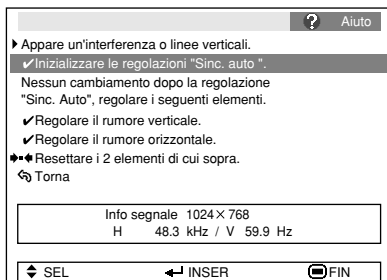 ? Aiuto
Appare un'interferenza o linee verticali.
✔Inizializzare le regolazioni "Sinc. auto ".
Nessun cambiamento dopo la regolazione
"Sinc. Auto", regolare i seguenti elementi.
✔Regolare il rumore verticale.
✔Regolare il rumore orizzontale.
Resettare i 2 elementi di cui sopra.
Torna
Info segnale 1024×768
H 48.3 kHz / V 59.9 Hz
SEL INSER FIN